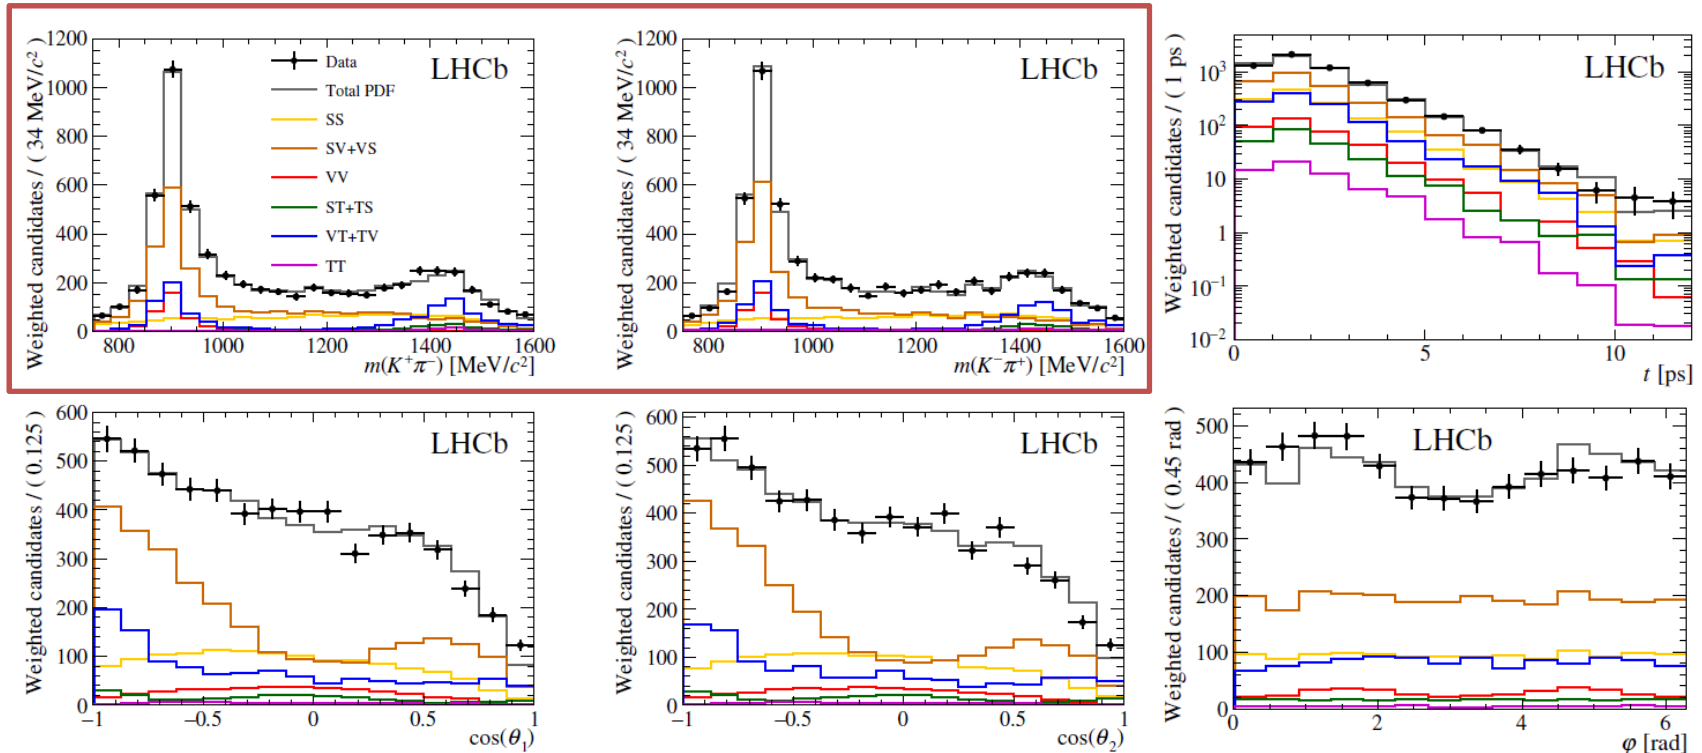 Weighted candidates / ( 34 MeV/c² )
1200
1000
800
600
400
200
0
800 1000 1200 1400 1600
m(K⁺π⁻) [MeV/c²]
LHCb
Data
Total PDF
SS
SV+VS
VV
ST+TS
VT+TV
TT
Weighted candidates / ( 34 MeV/c² )
1200
1000
800
600
400
200
0
800 1000 1200 1400 1600
m(K⁻π⁺) [MeV/c²]
LHCb
Weighted candidates / ( 1 ps )
10³
10²
10
1
10⁻¹
10⁻²
0 5 10
t [ps]
LHCb
Weighted candidates / ( 0.125 )
600
500
400
300
200
100
0
−1 −0.5 0 0.5 1
cos(θ₁)
LHCb
Weighted candidates / ( 0.125 )
600
500
400
300
200
100
0
−1 −0.5 0 0.5 1
cos(θ₂)
LHCb
Weighted cdidates / ( 0.45 rad )
500
400
300
200
100
0
0 2 4 6
φ [rad]
LHCb